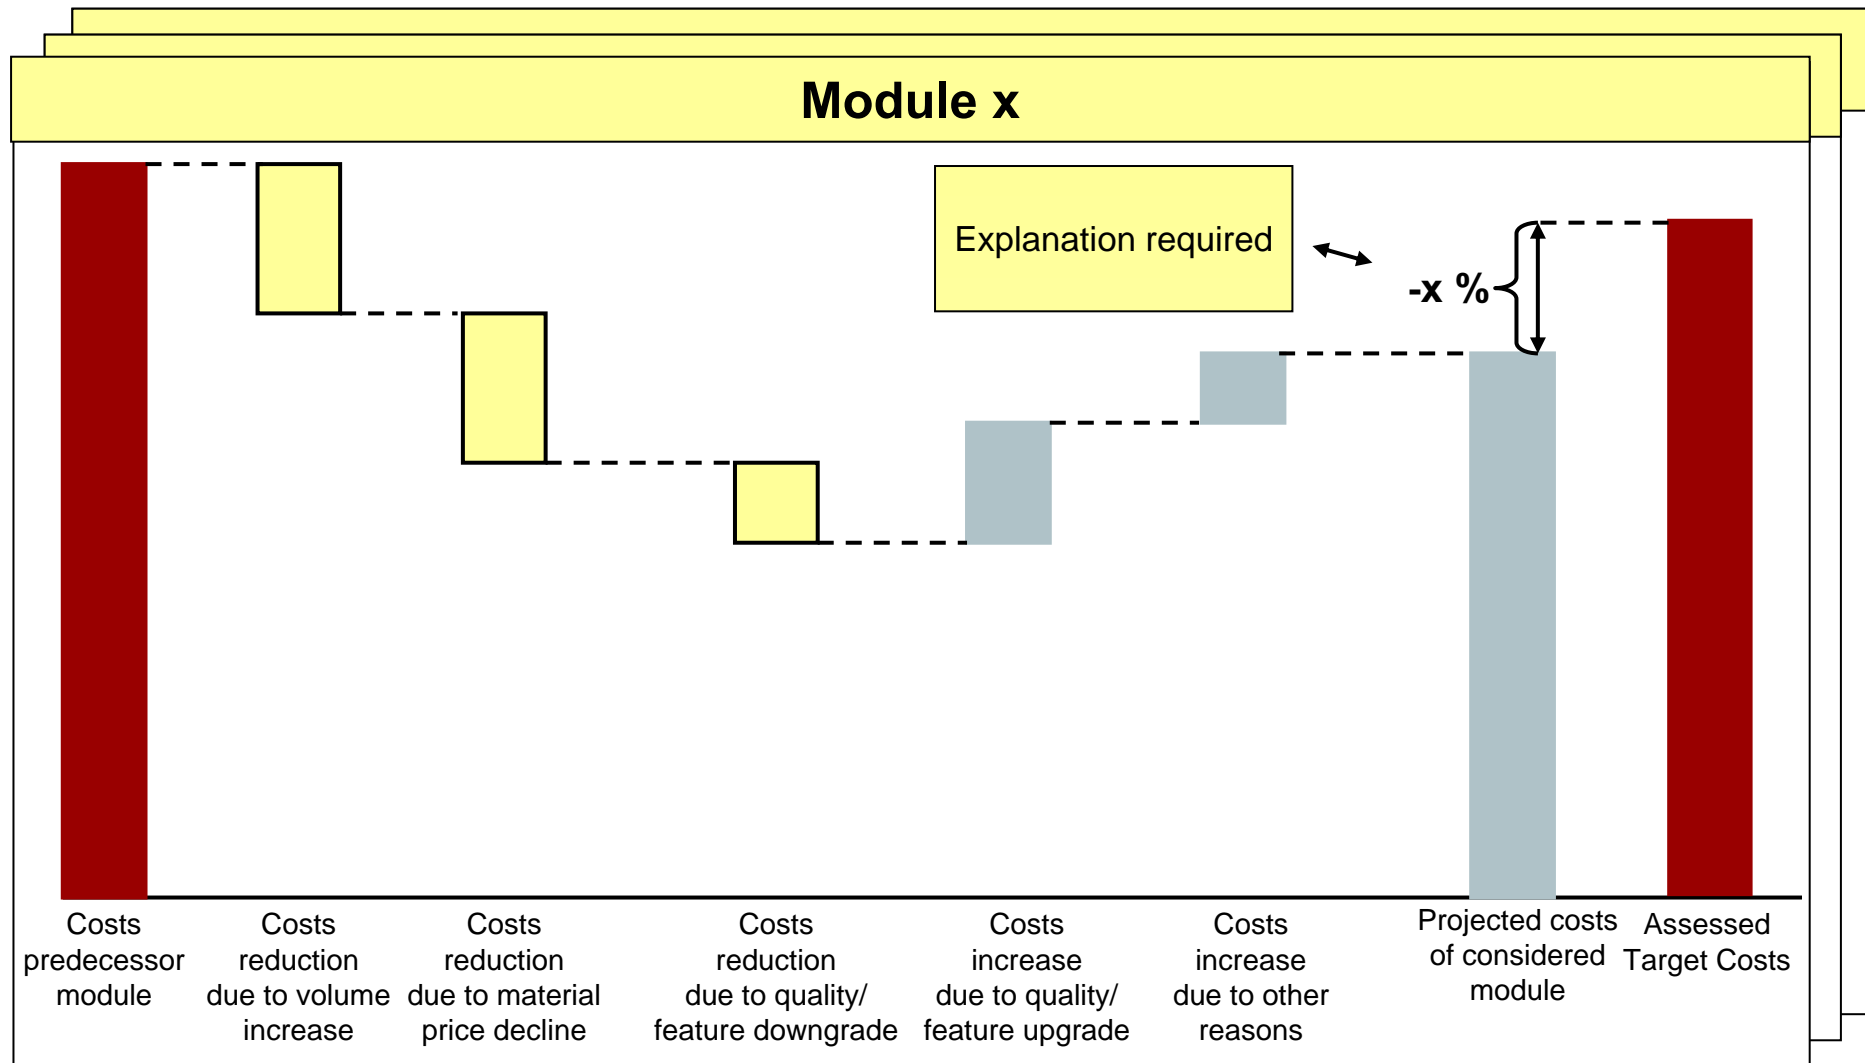 Module x
Explanation required
-x %
Costs
predecessor
module
Costs
reduction
due to volume
increase
Costs
reduction
due to material
price decline
Costs
reduction
due to quality/
feature downgrade
Costs
increase
due to quality/
feature upgrade
Costs
increase
due to other
reasons
Projected costs
of considered
module
Assessed
Target Costs